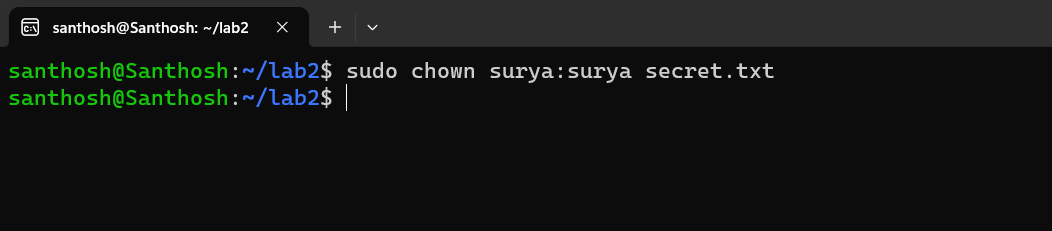 santhosh@Santhosh: ~/lab2
santhosh@Santhosh:~/lab2$ sudo chown surya:surya secret.txt
santhosh@Santhosh:~/lab2$